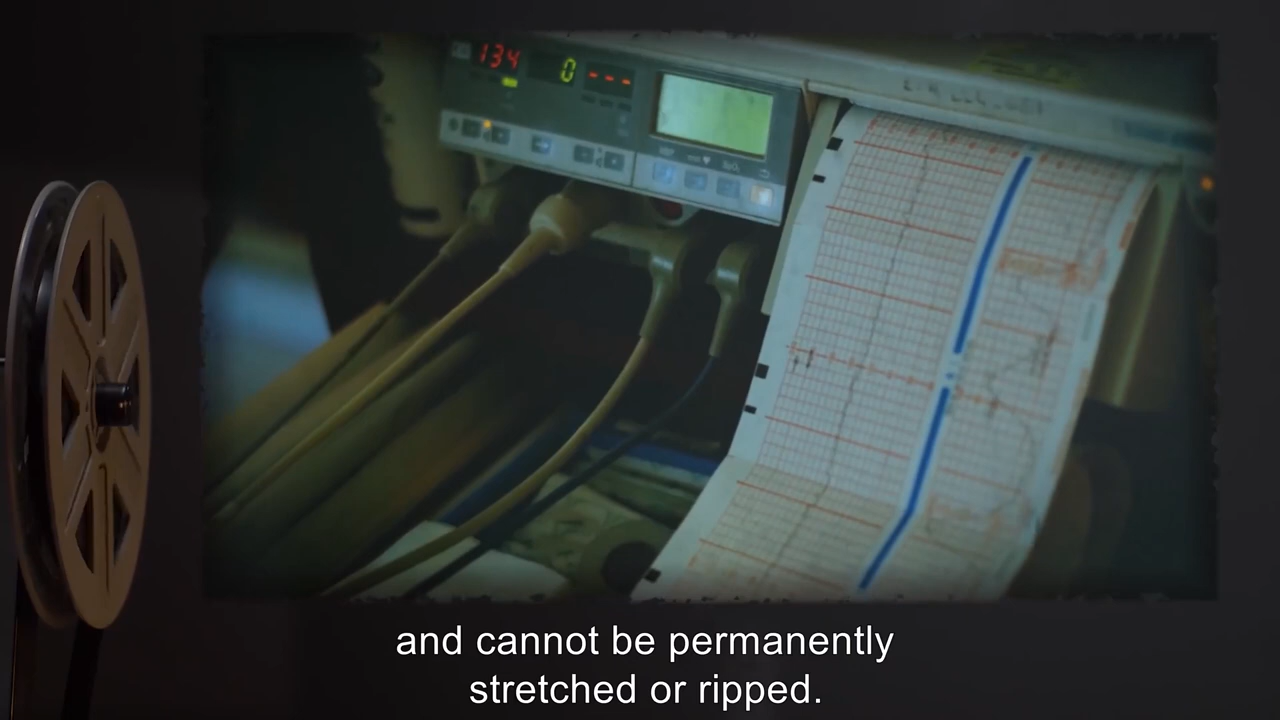 134 0 ---
and cannot be permanently
stretched or ripped.